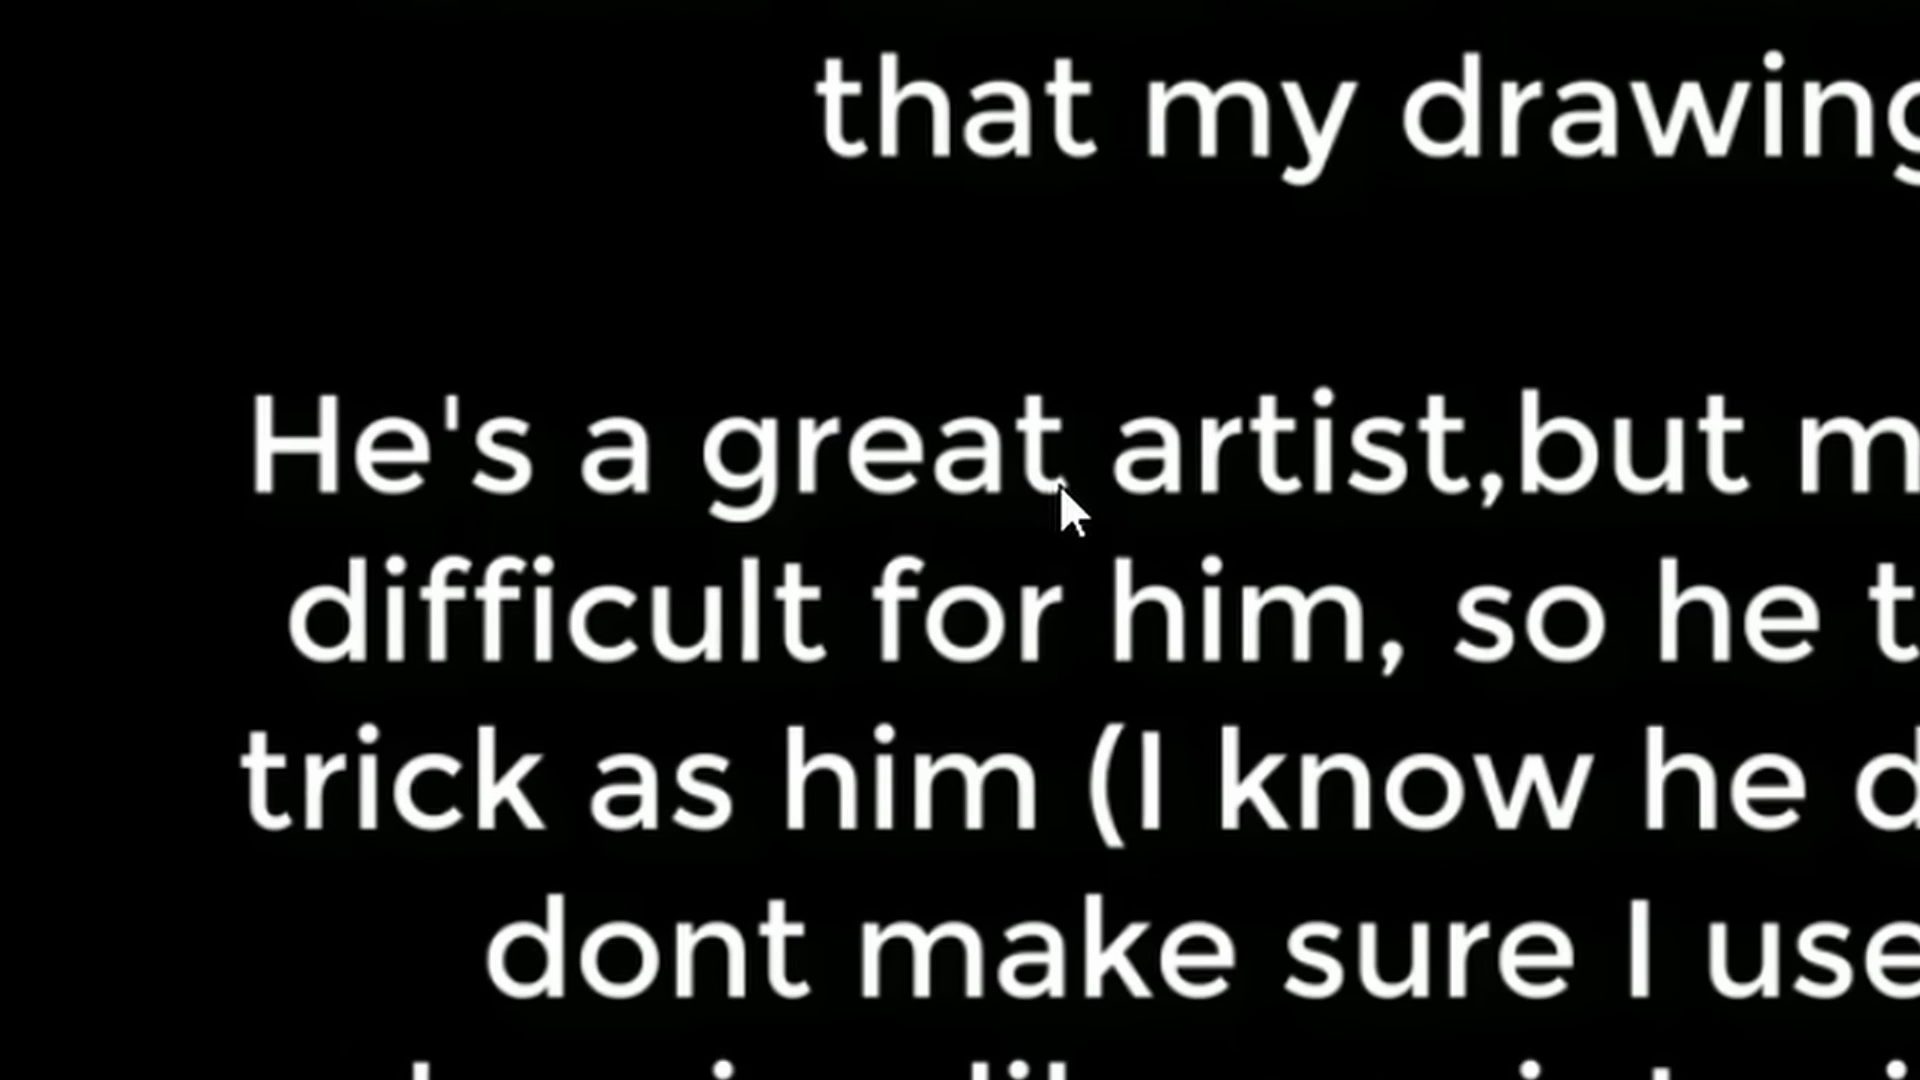 that my drawing
He's a great artist,but
difficult for him, so he
trick as him (I know he
dont make sure I use